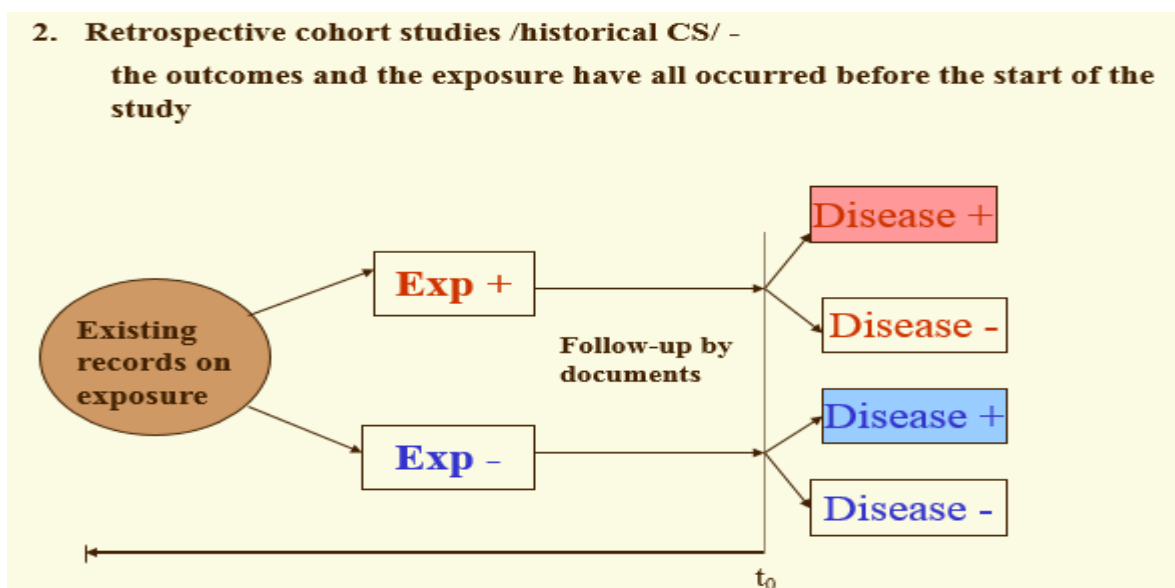 2. Retrospective cohort studies /historical CS/ -
the outcomes and the exposure have all occurred before the start of the
study
Disease +
Exp +
Existing
records on
exposure
Disease -
Follow-up by
documents
Disease +
Exp -
Disease -
t₀